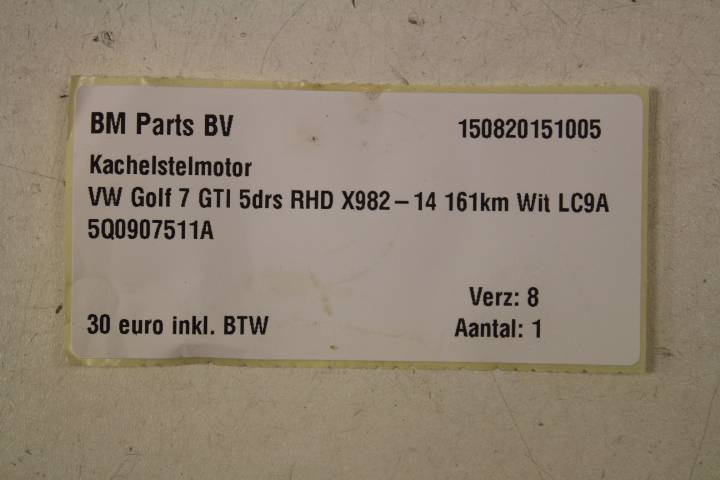 BM Parts BV 150820151005
Kachelstelmotor
VW Golf 7 GTI 5drs RHD X982-14 161km Wit LC9A
5Q0907511A
Verz: 8
30 euro inkl. BTW Aantal: 1